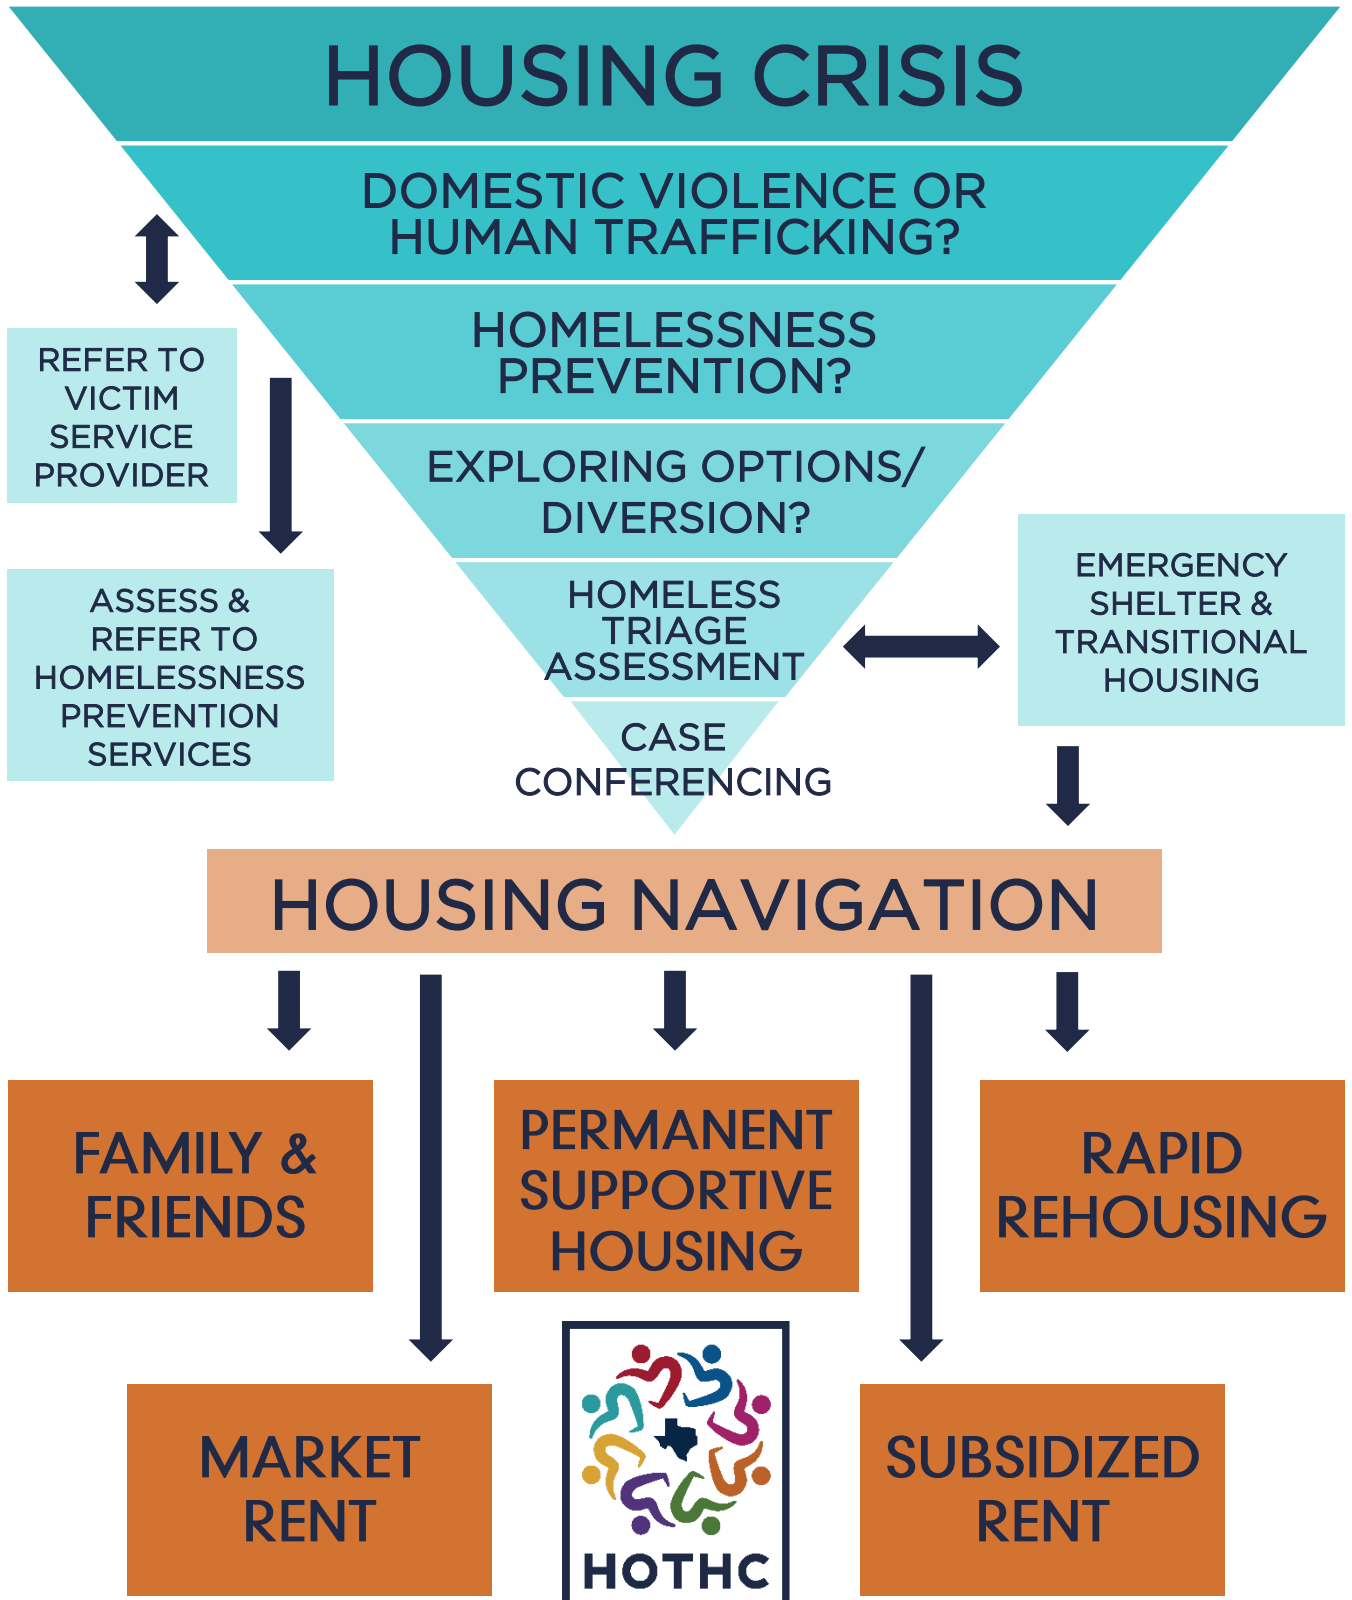 HOUSING CRISIS
DOMESTIC VIOLENCE OR
HUMAN TRAFFICKING?
HOMELESSNESS
PREVENTION?
EXPLORING OPTIONS/
DIVERSION?
HOMELESS
TRIAGE
ASSESSMENT
CASE
CONFERENCING
REFER TO
VICTIM
SERVICE
PROVIDER
ASSESS &
REFER TO
HOMELESSNESS
PREVENTION
SERVICES
EMERGENCY
SHELTER &
TRANSITIONAL
HOUSING
HOUSING NAVIGATION
FAMILY &
FRIENDS
PERMANENT
SUPPORTIVE
HOUSING
RAPID
REHOUSING
MARKET
RENT
SUBSIDIZED
RENT
HOTHC